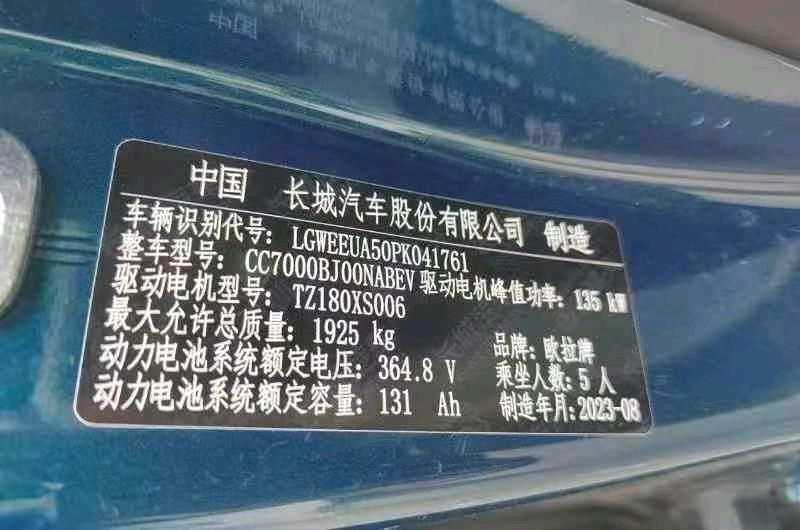 中国 长城汽车股份有限公司 制造
车辆识别代号: LGWEEUA50PK041761
整车型号: CC7000BJ00NABEV 驱动电机峰值功率: 135 kW
驱动电机型号: TZ180XS006
最大允许总质量: 1925 kg 品牌: 欧拉牌
动力电池系统额定电压: 364.8 V 乘坐人数: 5 人
动力电池系统额定容量: 131 Ah 制造年月: 2023-08